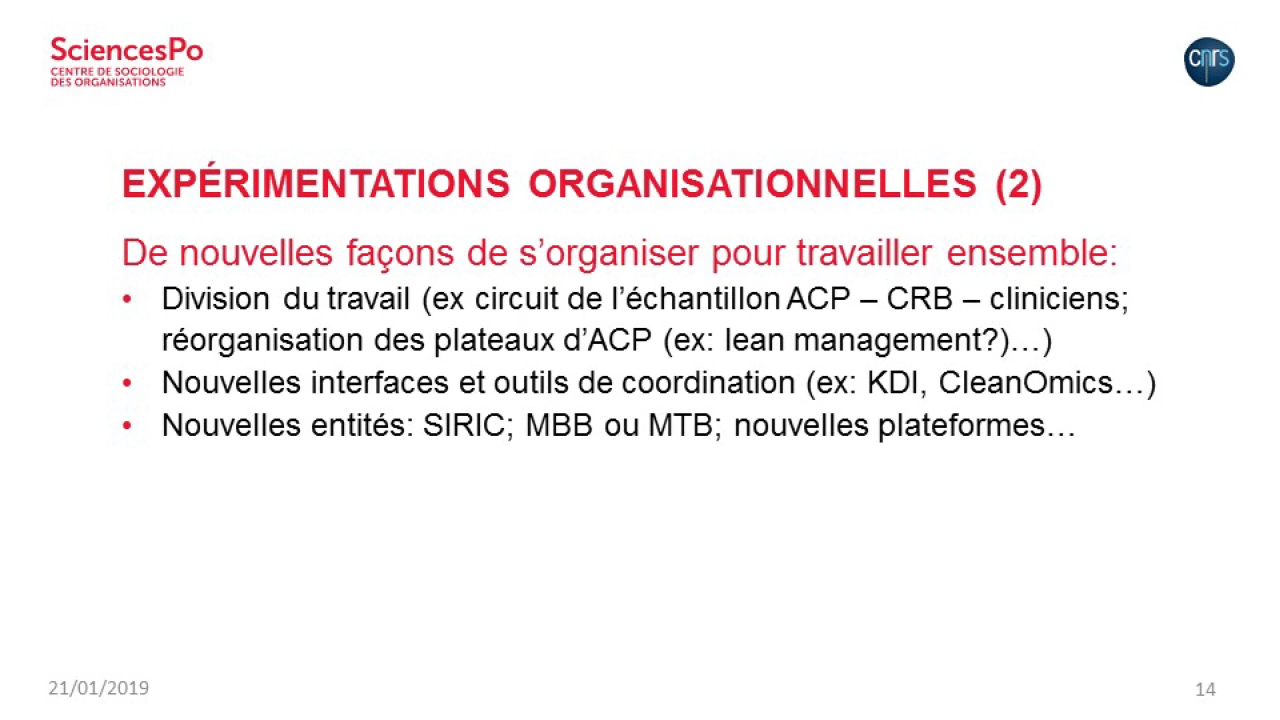 SciencesPo
CENTRE DE SOCIOLOGIE
DES ORGANISATIONS
cnrs
EXPÉRIMENTATIONS ORGANISATIONNELLES (2)
De nouvelles façons de s’organiser pour travailler ensemble:
• Division du travail (ex circuit de l’échantillon ACP – CRB – cliniciens;
réorganisation des plateaux d’ACP (ex: lean management?)…)
• Nouvelles interfaces et outils de coordination (ex: KDI, CleanOmics…)
• Nouvelles entités: SIRIC; MBB ou MTB; nouvelles plateformes…
21/01/2019
14